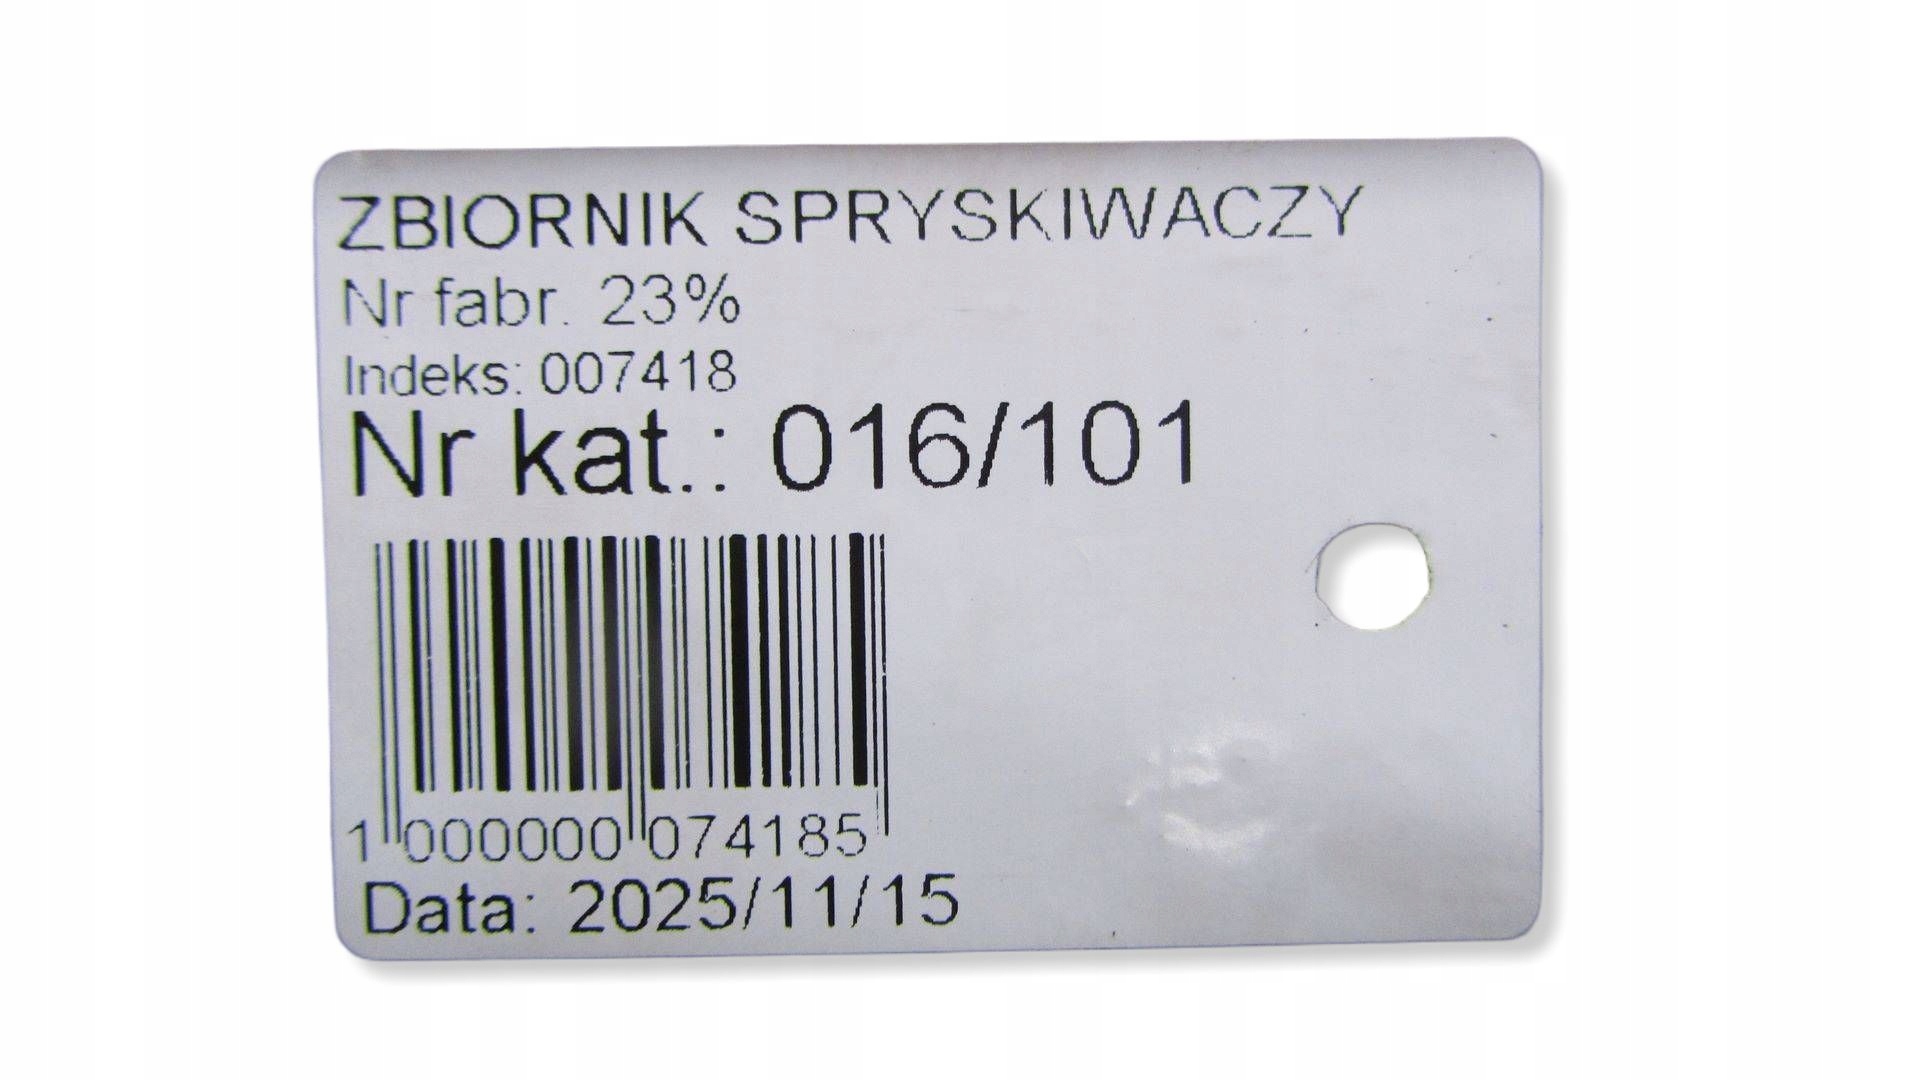 ZBIORNIK SPRYSKIWACZY
Nr fabr. 23%
Indeks: 007418
Nr kat.: 016/101
1 000000 074185
Data: 2025/11/15